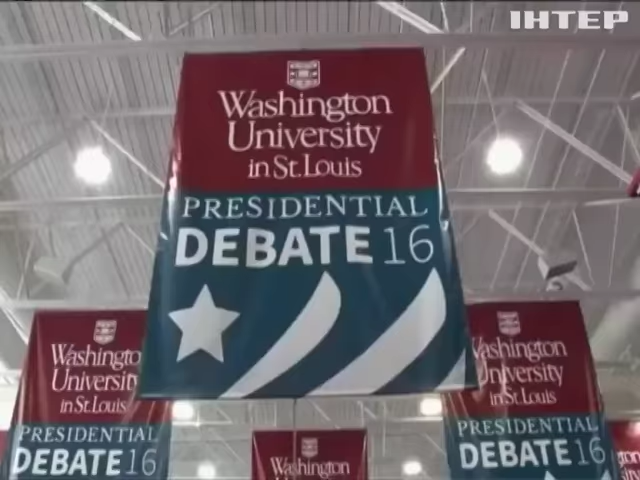 ІНТЕР
Washington
University
in St. Louis
PRESIDENTIAL
DEBATE 16
Washington
University
in St. Louis
PRESIDENTIAL
DEBATE 16
Washington
University
in St. Louis
PRESIDENTIAL
DEBATE 16
Washington